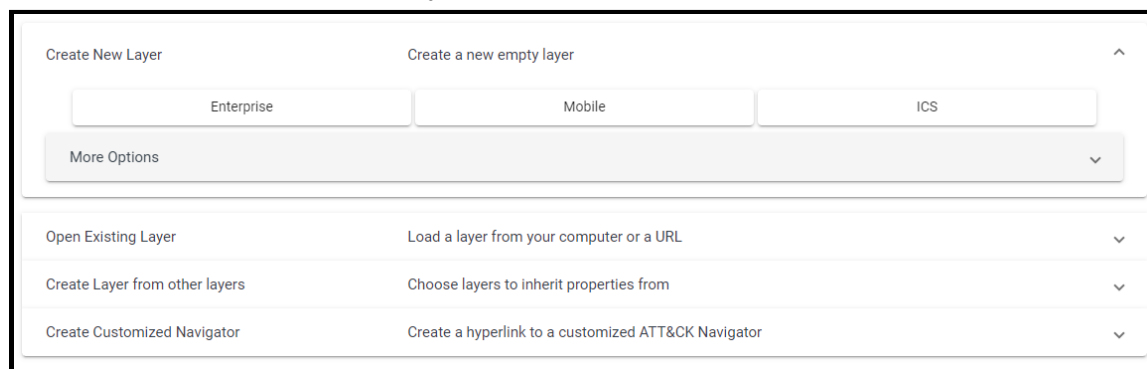 Create New Layer Create a new empty layer
Enterprise Mobile ICS
More Options
Open Existing Layer Load a layer from your computer or a URL
Create Layer from other layers Choose layers to inherit properties from
Create Customized Navigator Create a hyperlink to a customized ATT&CK Navigator